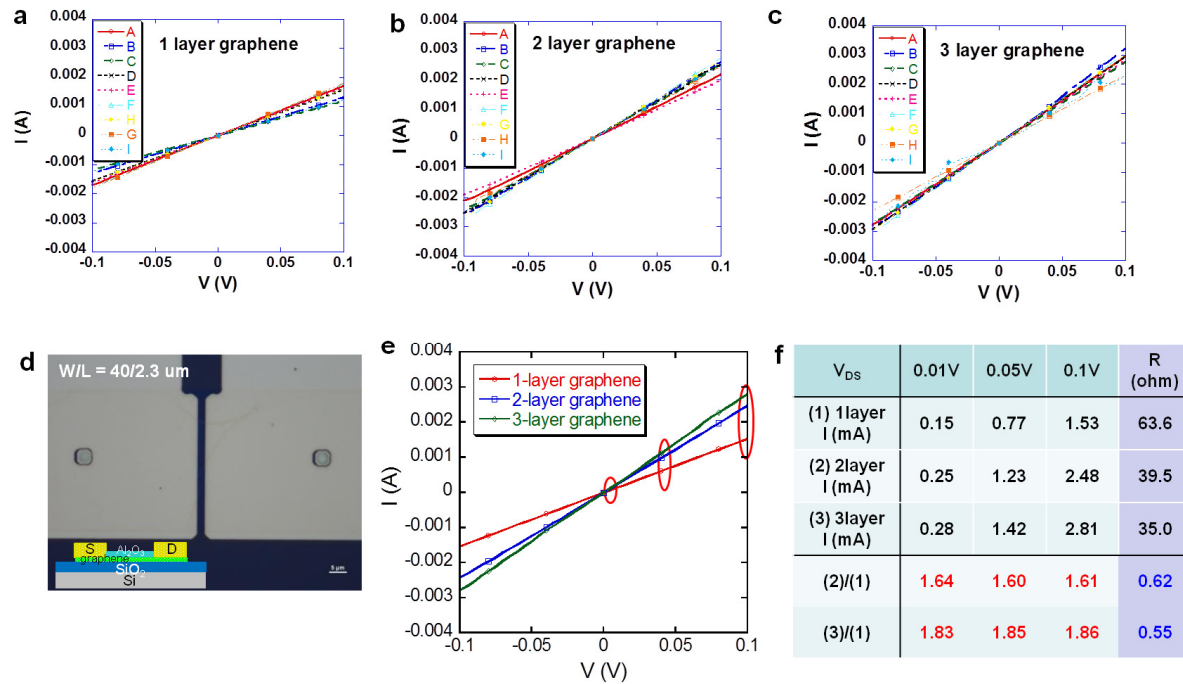 a
1 layer graphene
A
B
C
D
E
F
H
G
I
I (A)
0.004
0.003
0.002
0.001
0
-0.001
-0.002
-0.003
0.004
-0.1
-0.05
0
0.05
0.1
V (V)
b
2 layer graphene
A
B
C
D
E
F
G
H
I
I (A)
0.004
0.003
0.002
0.001
0
-0.001
-0.002
-0.003
0.004
-0.1
-0.05
0
0.05
0.1
V (V)
c
3 layer graphene
A
B
C
D
E
F
G
H
I
I (A)
0.004
0.003
0.002
0.001
0
-0.001
-0.002
-0.003
0.004
-0.1
-0.05
0
0.05
0.1
V (V)
d
W/L = 40/2.3 um
S
Al₂O₃
D
graphene
SiO₂
Si
5 µm
e
1-layer graphene
2-layer graphene
3-layer graphene
I (A)
0.004
0.003
0.002
0.001
0
-0.001
-0.002
-0.003
0.004
-0.1
-0.05
0
0.05
0.1
V (V)
f
V_DS 0.01V 0.05V 0.1V R
(ohm)
(1) 1layer
I (mA) 0.15 0.77 1.53 63.6
(2) 2layer
I (mA) 0.25 1.23 2.48 39.5
(3) 3layer
I (mA) 0.28 1.42 2.81 35.0
(2)/(1) 1.64 1.60 1.61 0.62
(3)/(1) 1.83 1.85 1.86 0.55